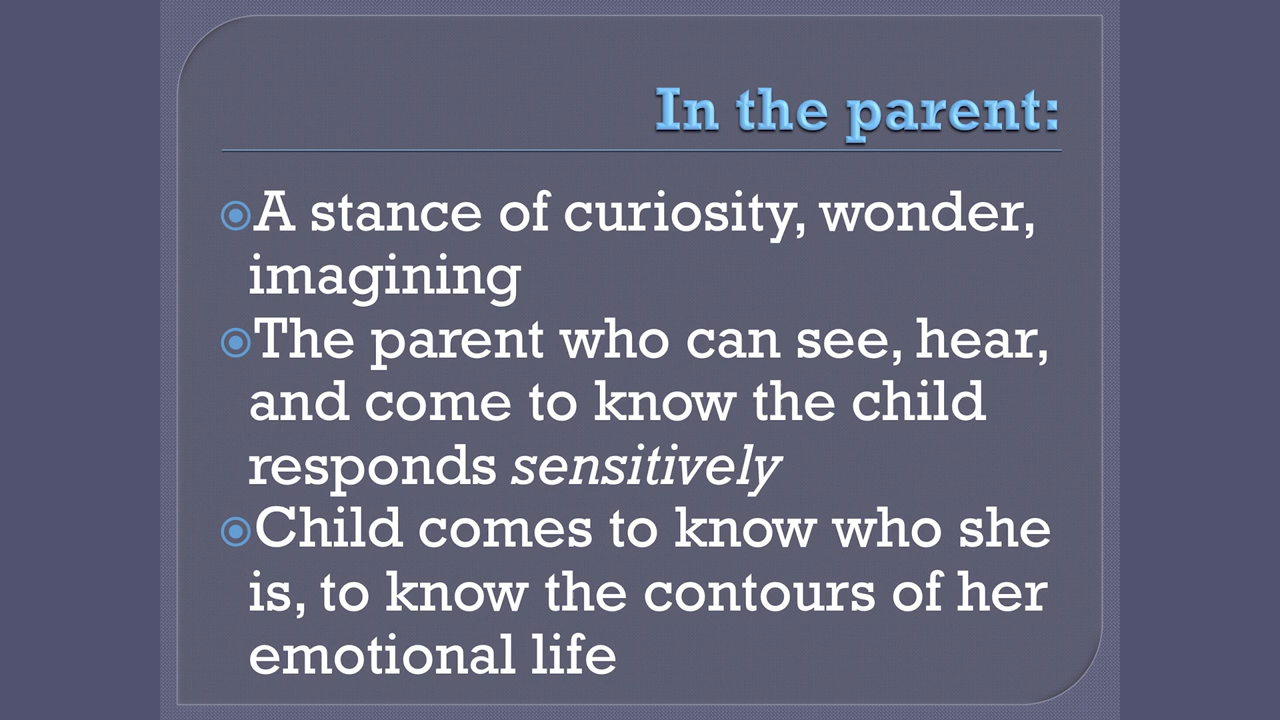 In the parent:
A stance of curiosity, wonder,
imagining
The parent who can see, hear,
and come to know the child
responds sensitively
Child comes to know who she
is, to know the contours of her
emotional life